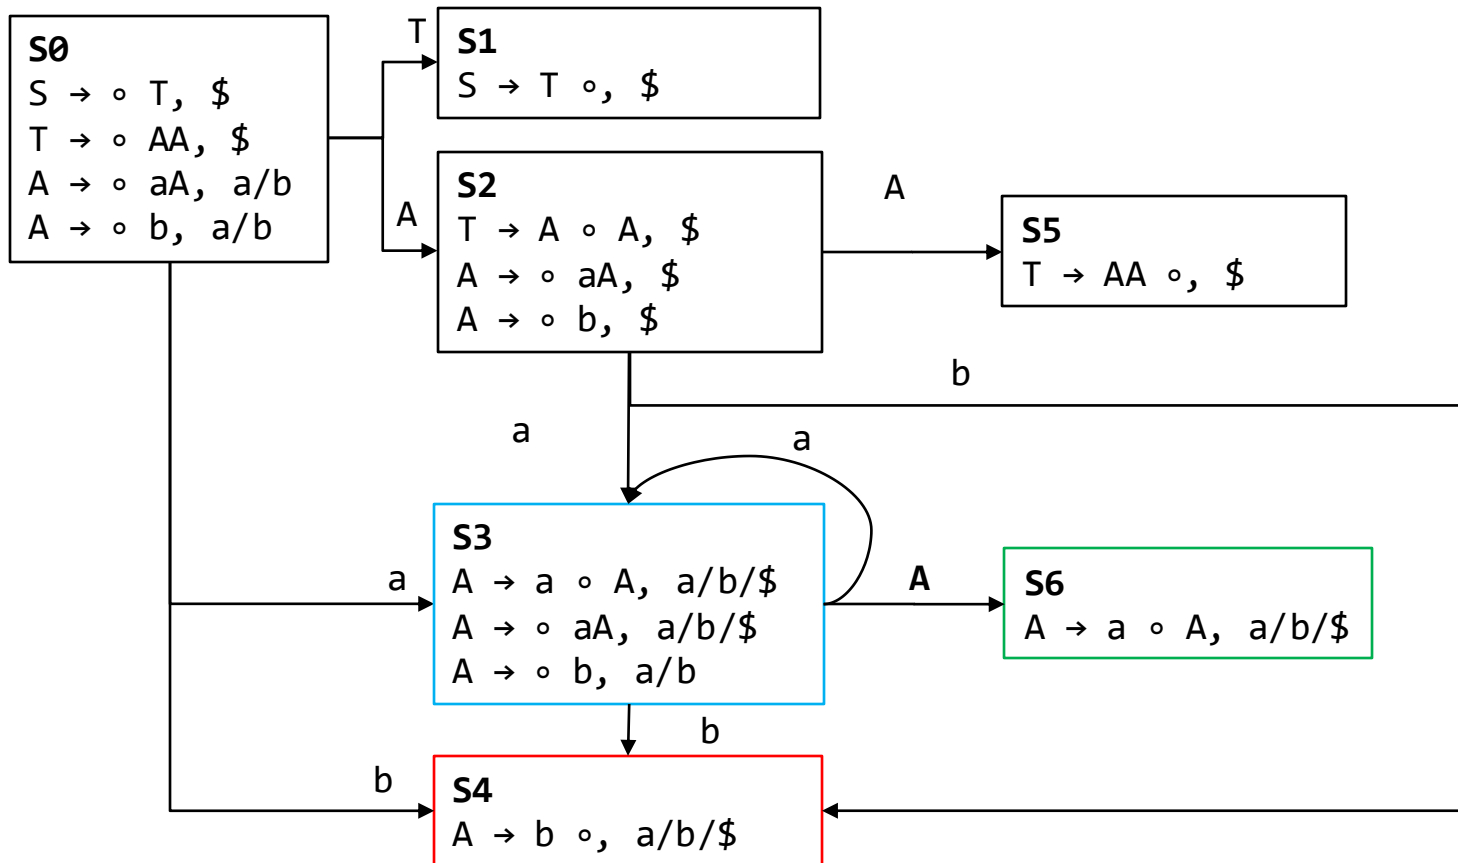 S0
S → ∘ T, $
T → ∘ AA, $
A → ∘ aA, a/b
A → ∘ b, a/b
T
S1
S → T ∘, $
A
S2
T → A ∘ A, $
A → ∘ aA, $
A → ∘ b, $
A
S5
T → AA ∘, $
b
a
a
a
S3
A → a ∘ A, a/b/$
A → ∘ aA, a/b/$
A → ∘ b, a/b
A
S6
A → a ∘ A, a/b/$
b
b
S4
A → b ∘, a/b/$